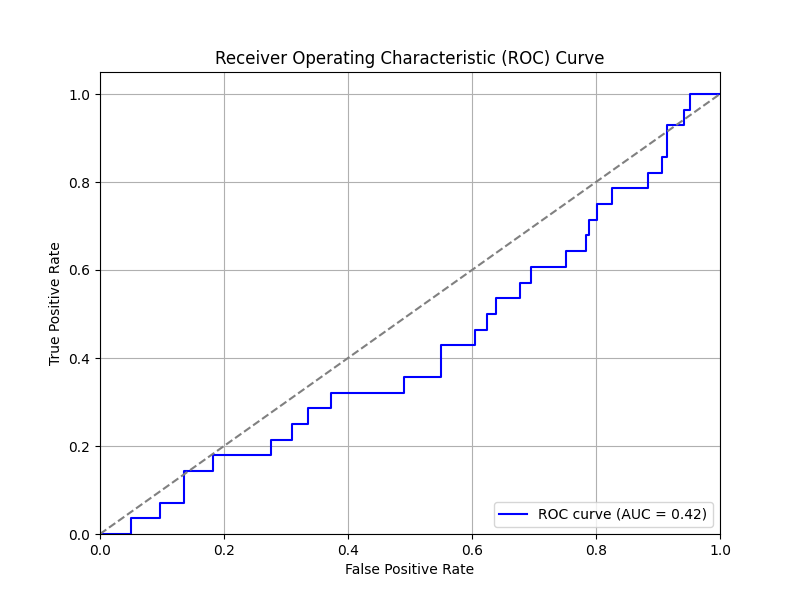 Receiver Operating Characteristic (ROC) Curve
1.0
0.8
0.6
0.4
0.2
0.0
True Positive Rate
ROC curve (AUC = 0.42)
0.0 0.2 0.4 0.6 0.8 1.0
False Positive Rate